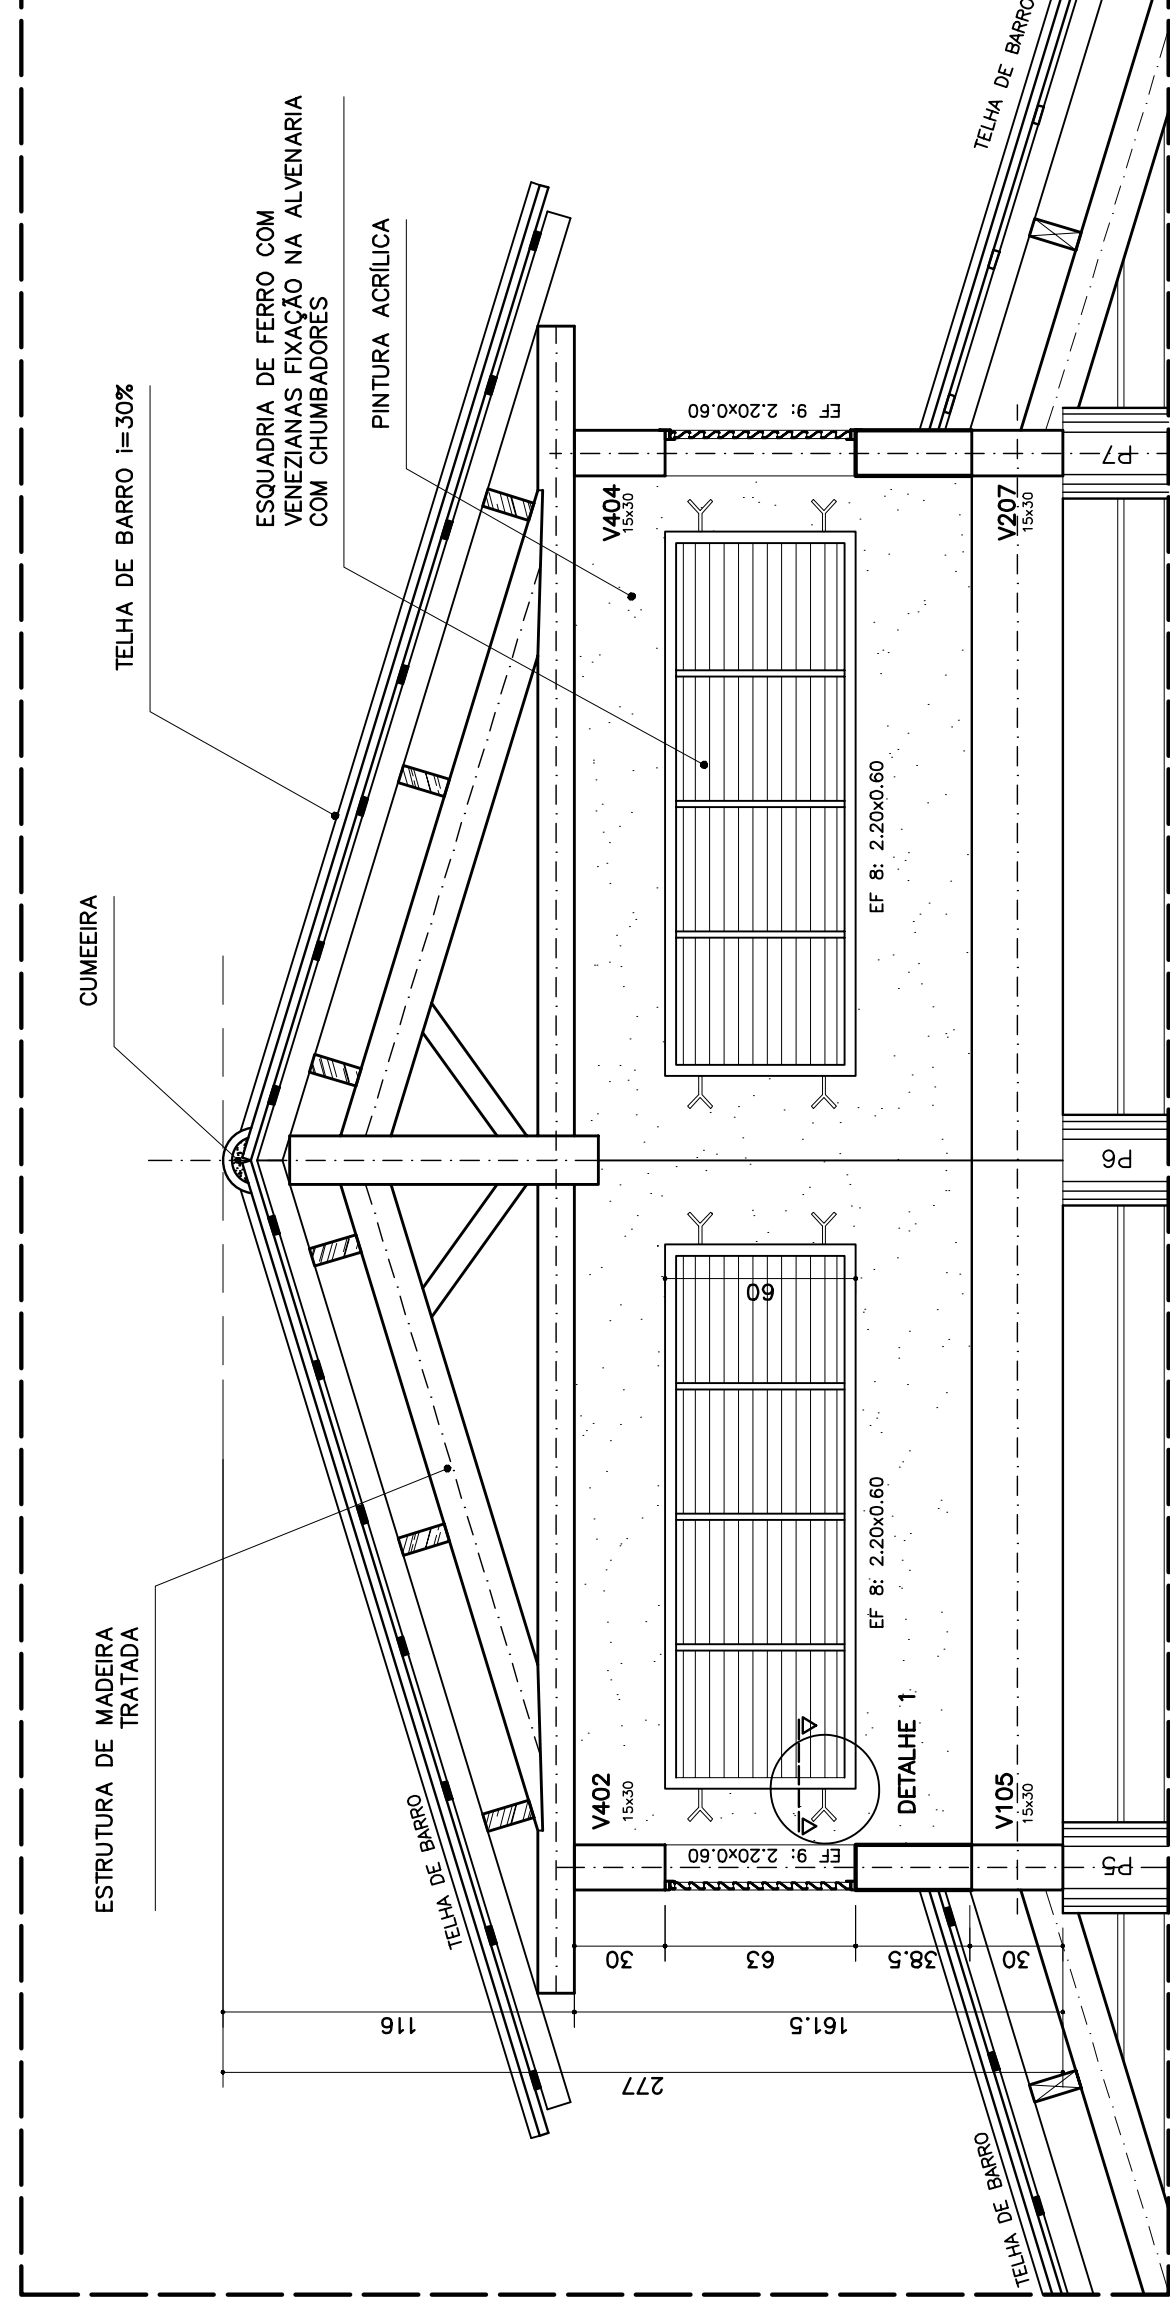 ESTRUTURA DE MADEIRA
TRATADA
CUMEEIRA
TELHA DE BARRO i=30%
ESQUADRIA DE FERRO COM
VENEZIANAS FIXAÇÃO NA ALVENARIA
COM CHUMBADORES
PINTURA ACRÍLICA
TELHA DE BARRO
277
116
161.5
30
63
38.5
30
V402
15x30
V404
15x30
EF 9: 2.20x0.60
60
EF 9: 2.20x0.60
EF 8: 2.20x0.60
EF 8: 2.20x0.60
DETALHE 1
V105
15x30
V207
15x30
TELHA DE BARRO
TELHA DE BARRO
P5
P6
P7